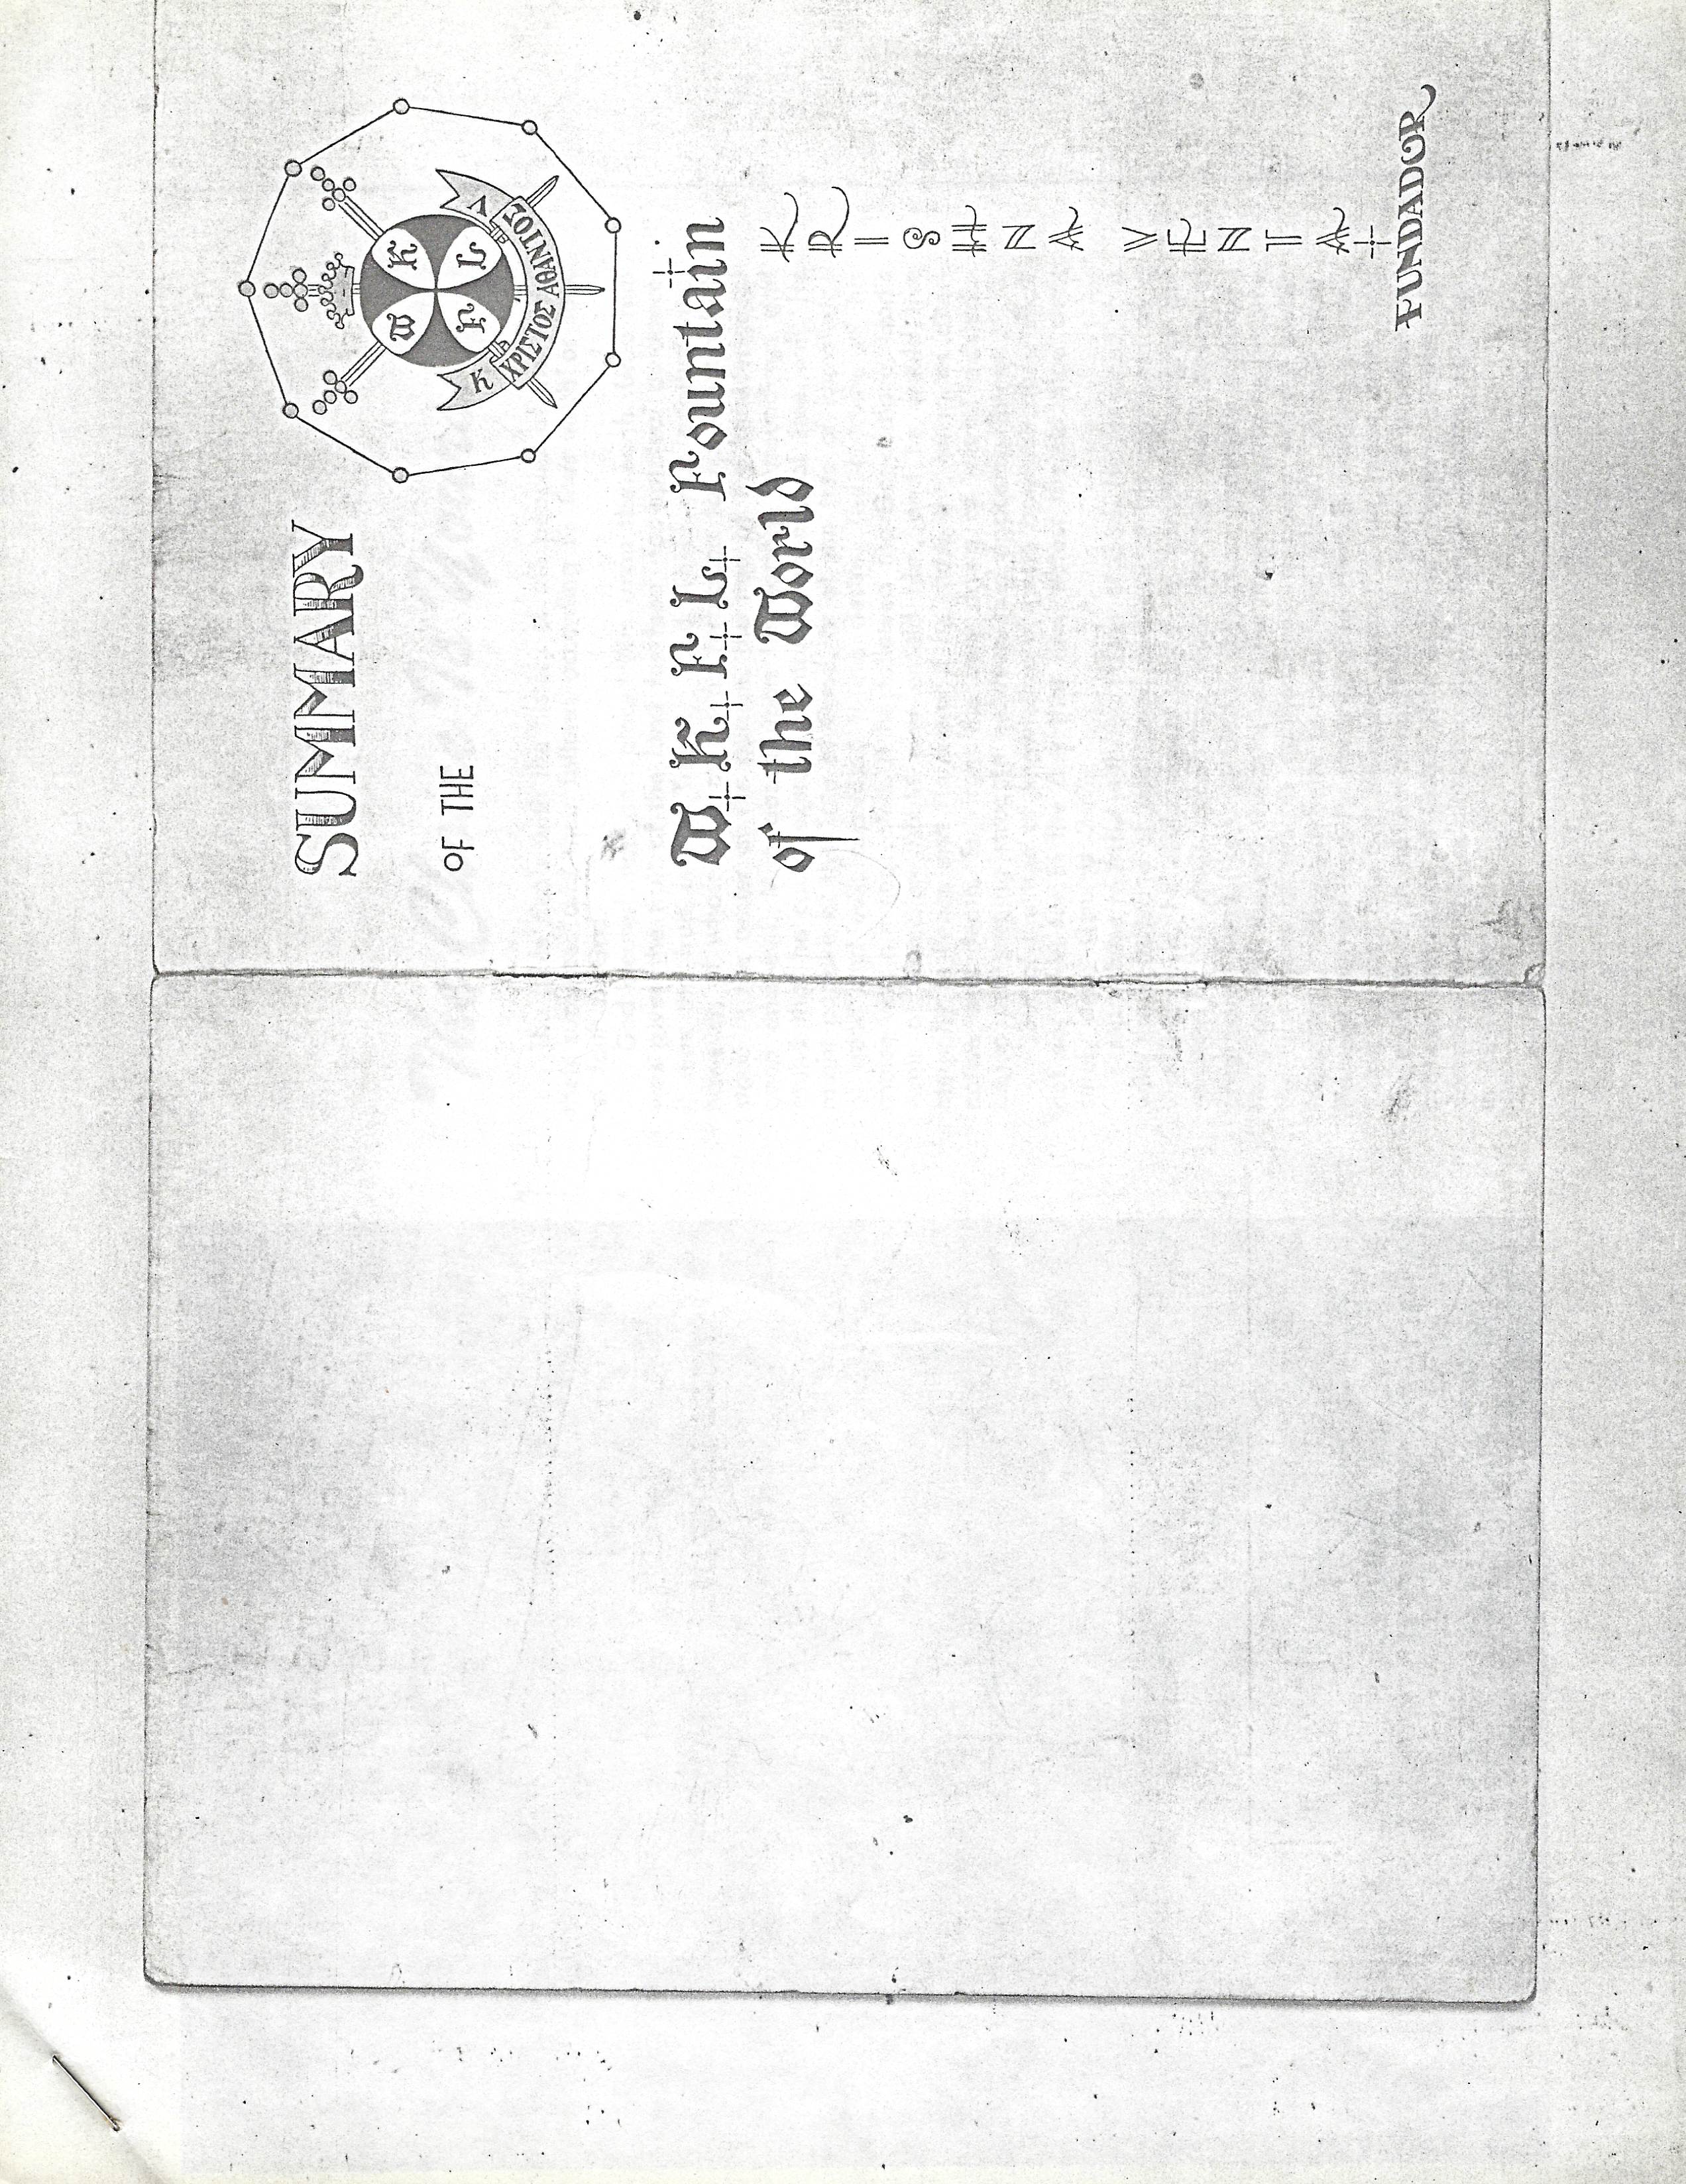 SUMMARY
OF THE
W K
F L
K ΧΡΙΣΤΟΣ ΑΘΑΝΤΟΣ V
W.K.F.L. Fountain
of the World
KRISHNA VENTA
FUNDADOR